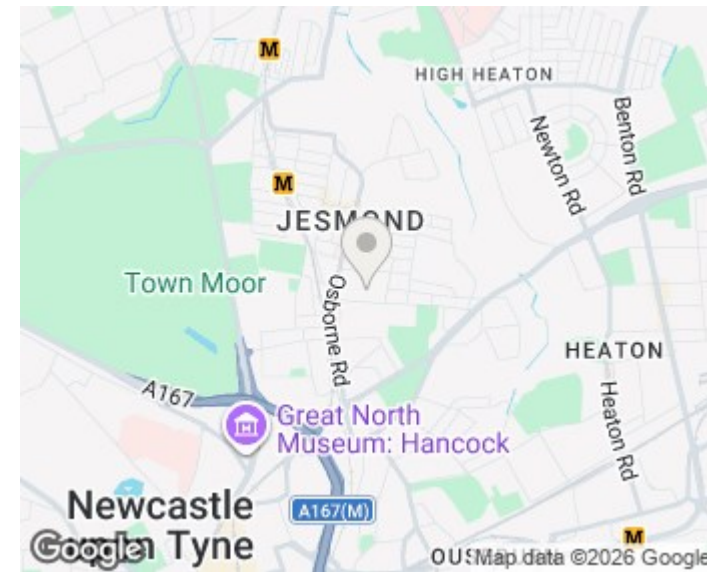 M
HIGH HEATON
Benton Rd
Newton Rd
M
JESMOND
Town Moor
Osborne Rd
HEATON
A167
Heaton Rd
Great North
Museum: Hancock
Newcastle
A167(M)
M
Google
Tyne
Map data ©2026 Google